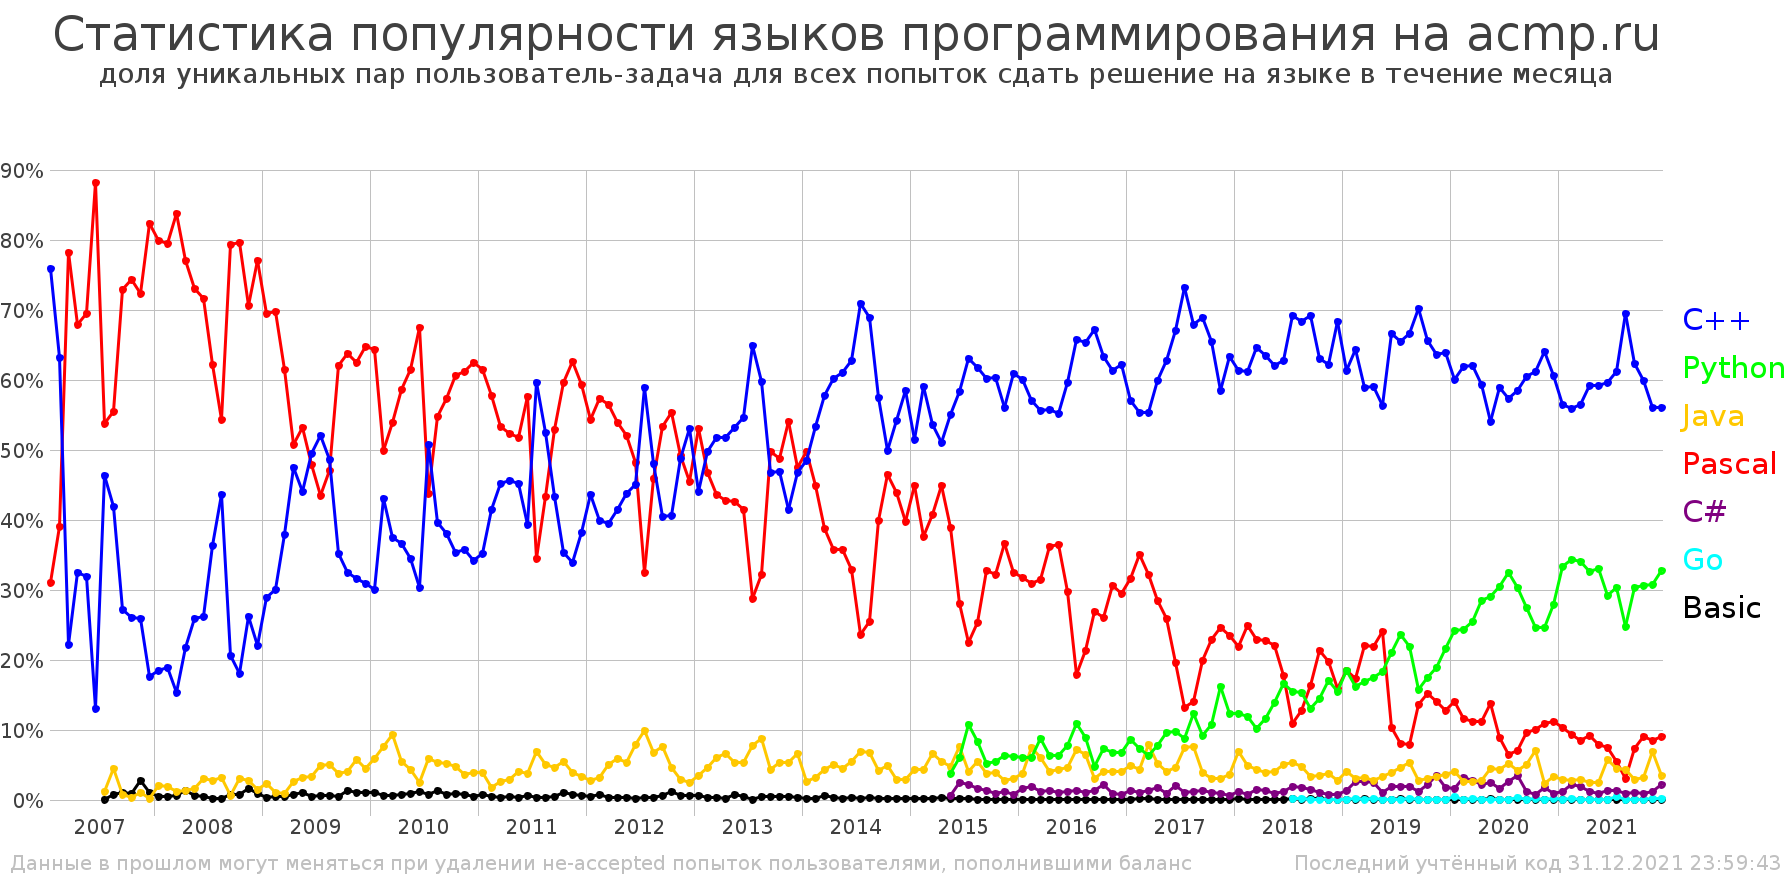 Статистика популярности языков программирования на acmp.ru
доля уникальных пар пользователь-задача для всех попыток сдать решение на языке в течение месяца
90%
80%
70%
60%
50%
40%
30%
20%
10%
0%
C++
Python
Java
Pascal
C#
Go
Basic
2007 2008 2009 2010 2011 2012 2013 2014 2015 2016 2017 2018 2019 2020 2021
Данные в прошлом могут меняться при удалении не-accepted попыток пользователями, пополнившими баланс
Последний учтённый код 31.12.2021 23:59:43